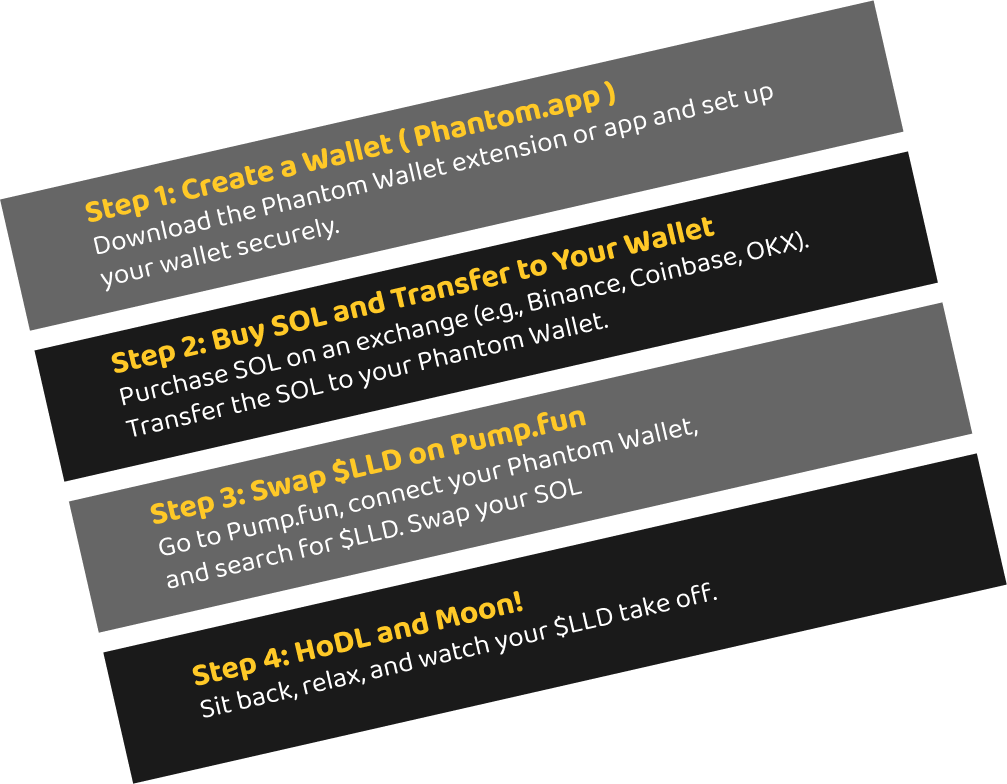 Step 1: Create a Wallet ( Phantom.app )
Download the Phantom Wallet extension or app and set up
your wallet securely.
Step 2: Buy SOL and Transfer to Your Wallet
Purchase SOL on an exchange (e.g., Binance, Coinbase, OKX).
Transfer the SOL to your Phantom Wallet.
Step 3: Swap $LLD on Pump.fun
Go to Pump.fun, connect your Phantom Wallet,
and search for $LLD. Swap your SOL
Step 4: HoDL and Moon!
Sit back, relax, and watch your $LLD take off.